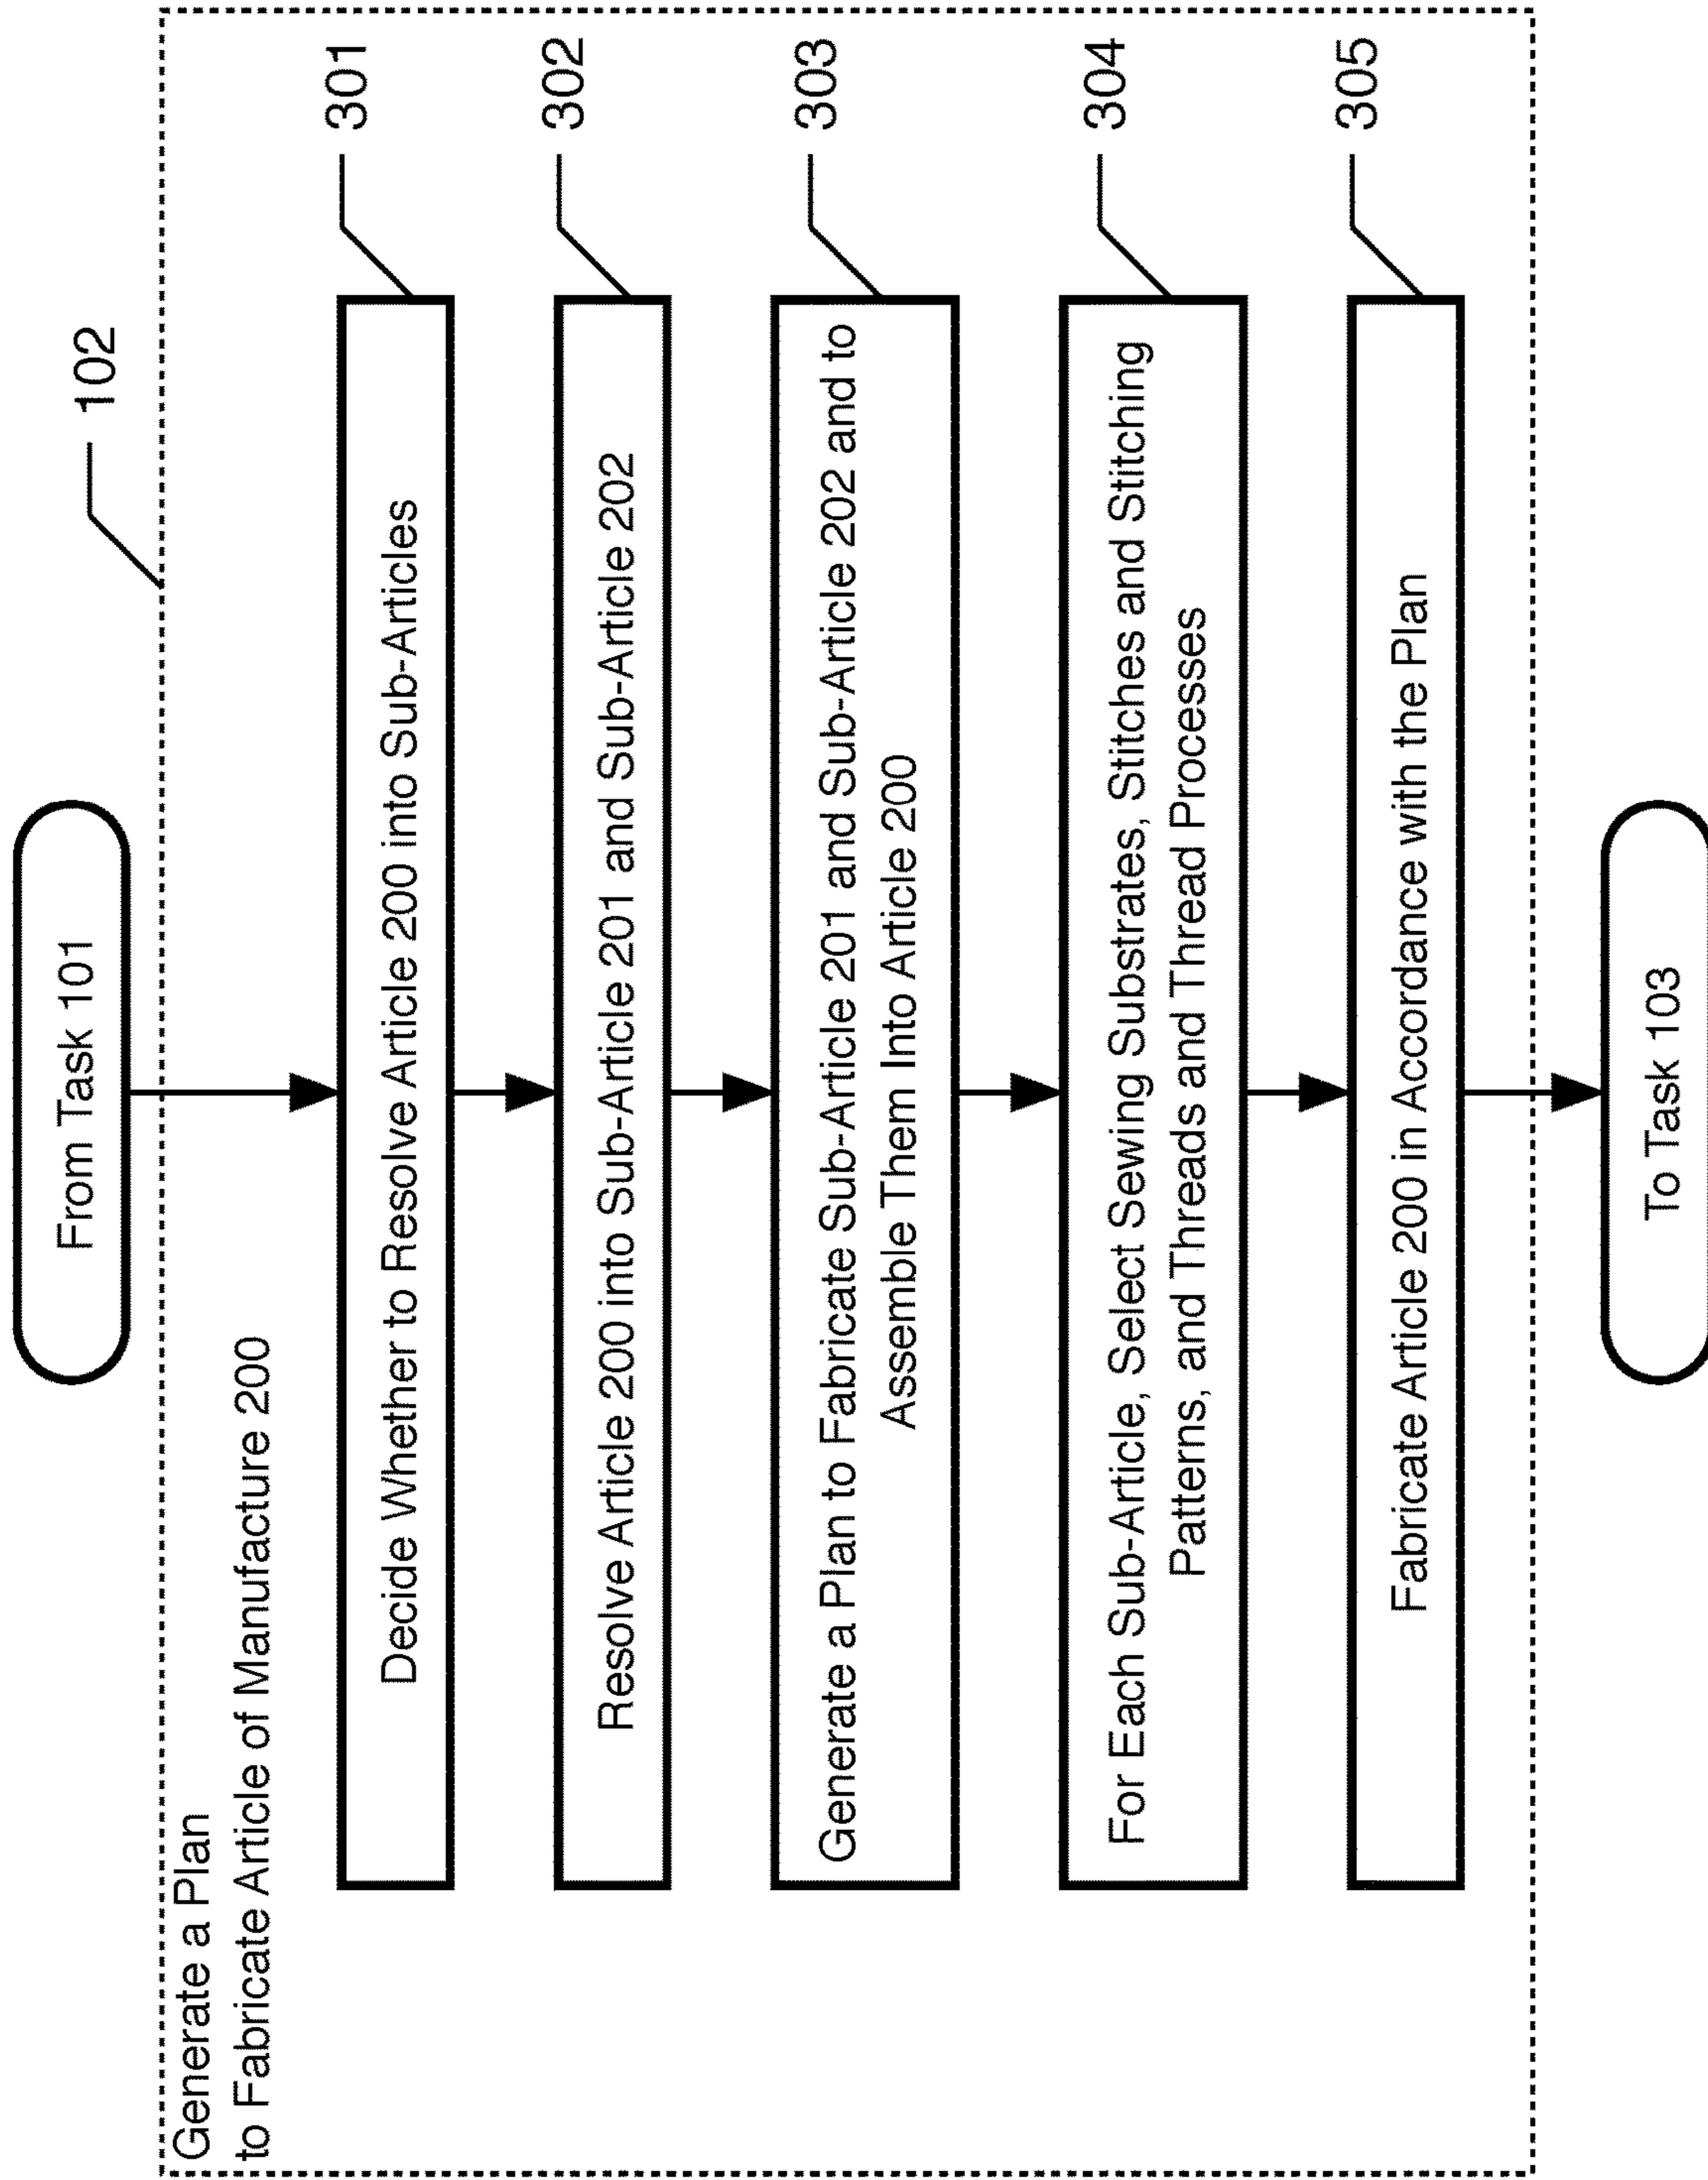 From Task 101
102
Generate a Plan
to Fabricate Article of Manufacture 200
301
Decide Whether to Resolve Article 200 into Sub-Articles
302
Resolve Article 200 into Sub-Article 201 and Sub-Article 202
303
Generate a Plan to Fabricate Sub-Article 201 and Sub-Article 202 and to
Assemble Them Into Article 200
304
For Each Sub-Article, Select Sewing Substrates, Stitches and Stitching
Patterns, and Threads and Thread Processes
305
Fabricate Article 200 in Accordance with the Plan
To Task 103